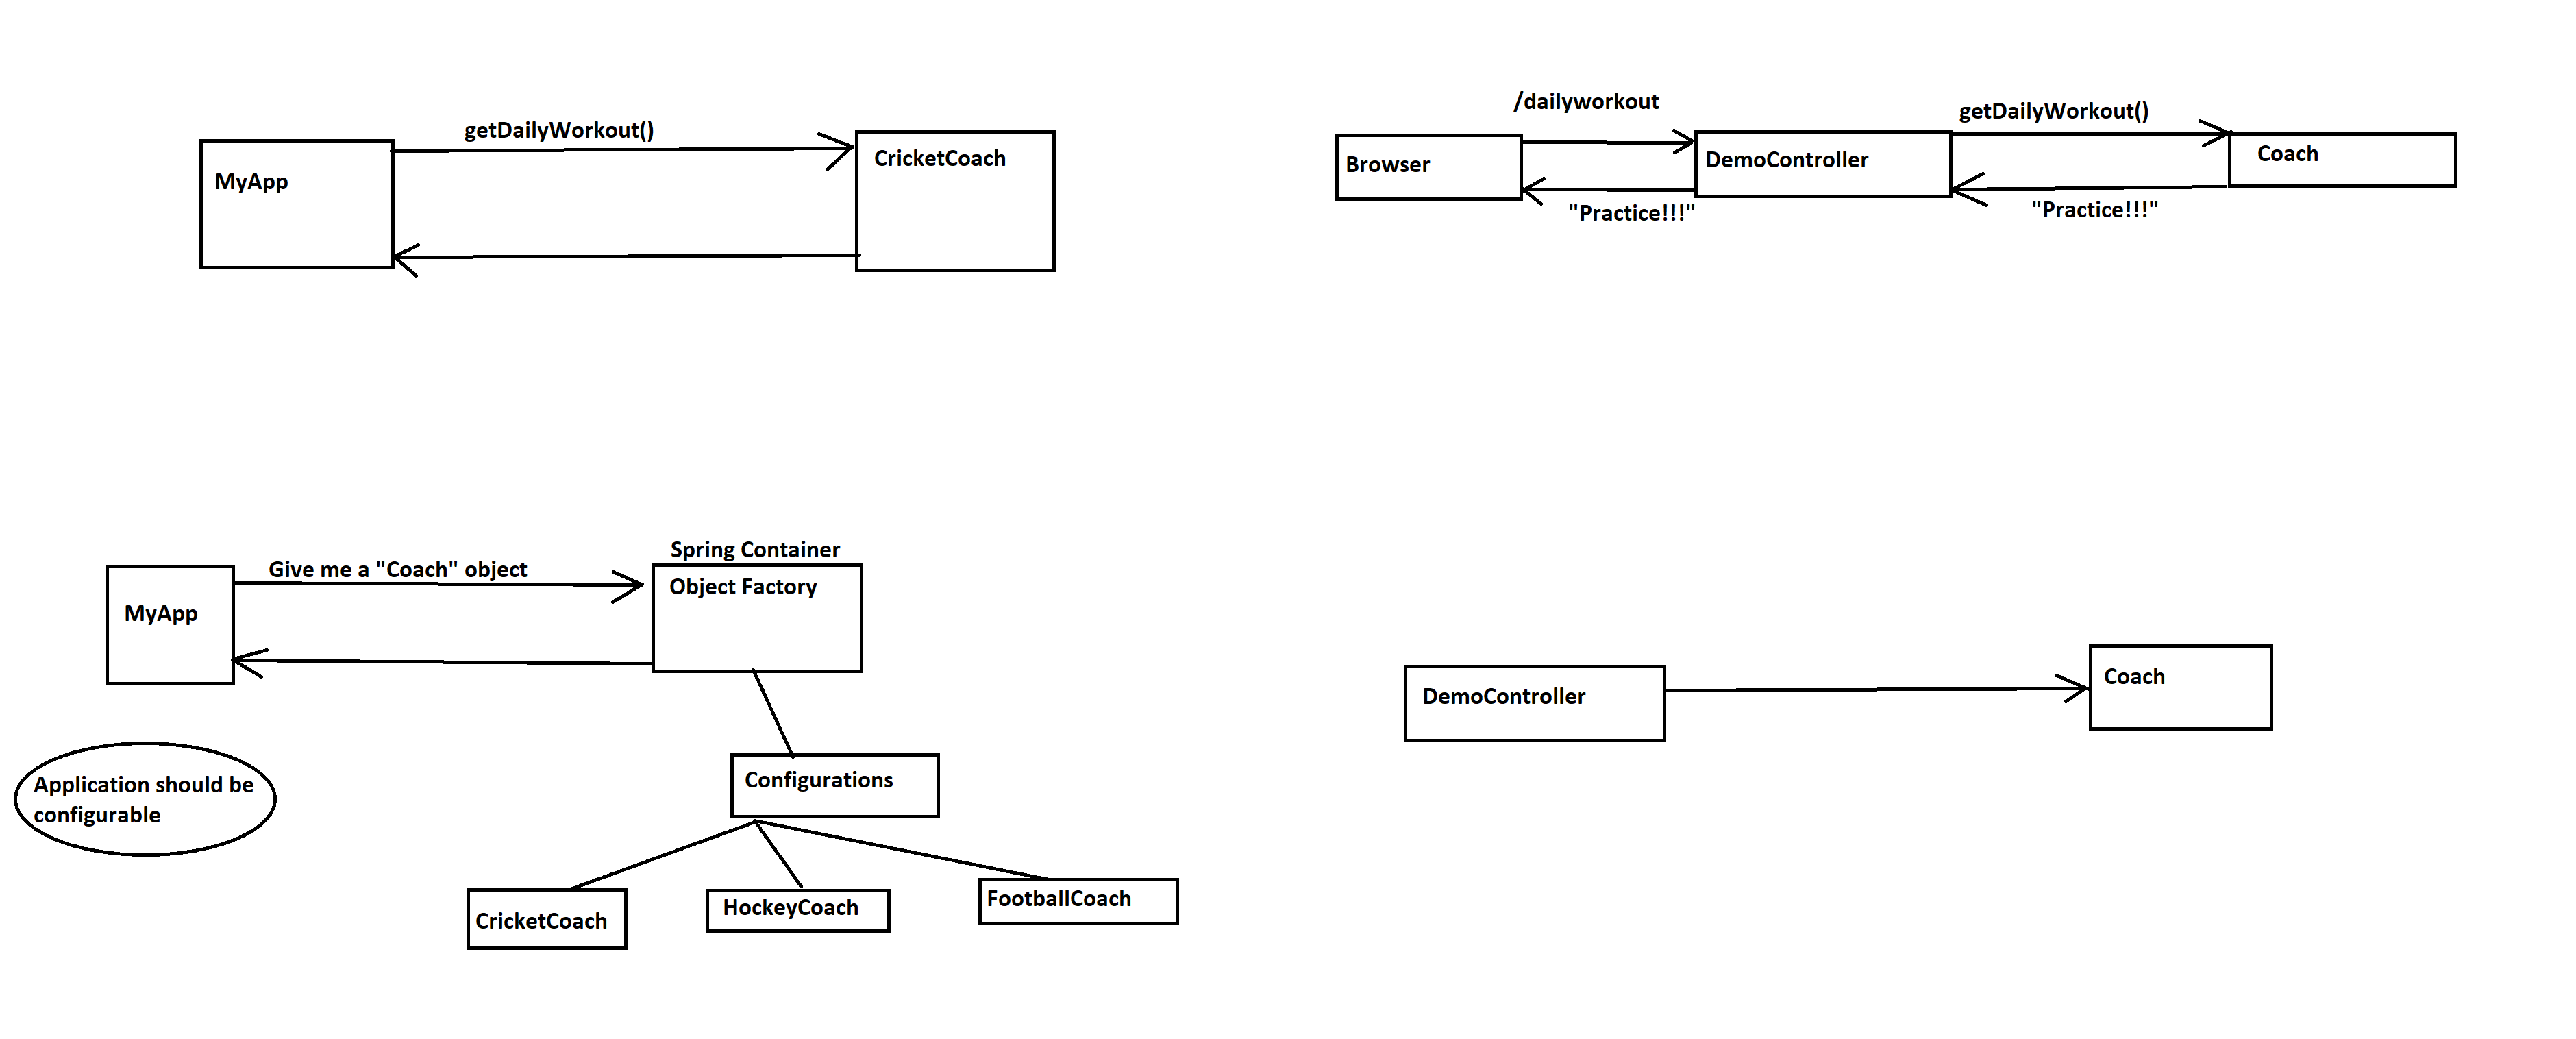 getDailyWorkout()
MyApp
CricketCoach
/dailyworkout
getDailyWorkout()
Browser
DemoController
Coach
"Practice!!!"
"Practice!!!"
Spring Container
Give me a "Coach" object
Object Factory
MyApp
Application should be
configurable
Configurations
CricketCoach
HockeyCoach
FootballCoach
DemoController
Coach